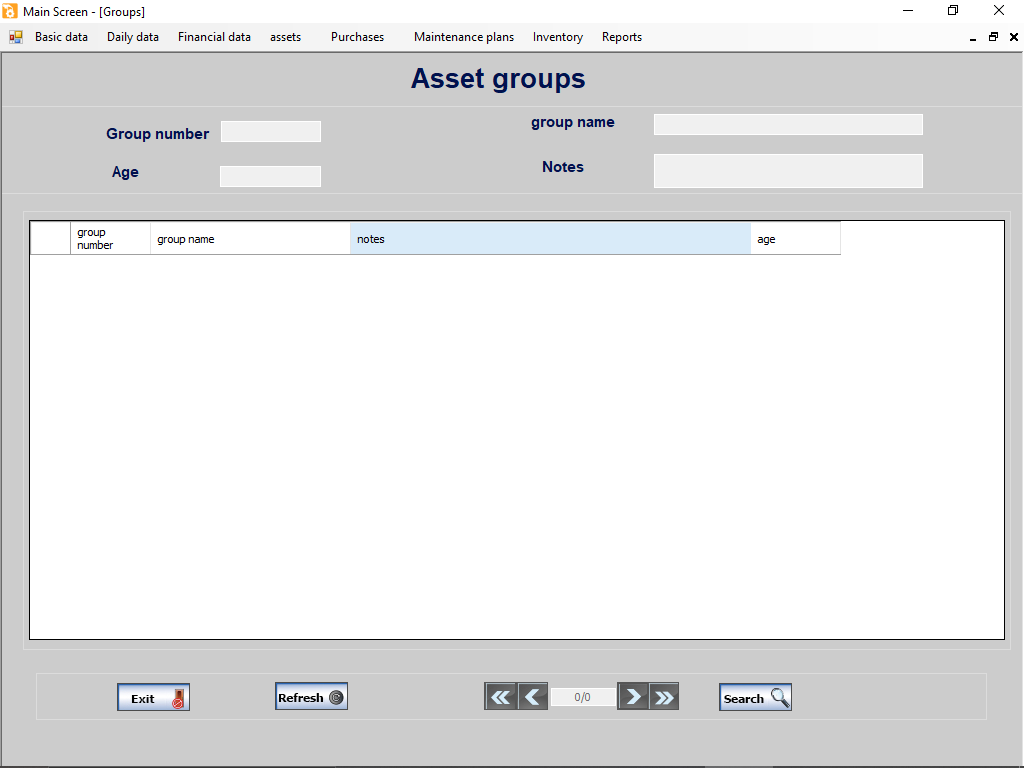 Main Screen - [Groups]
Basic data Daily data Financial data assets Purchases Maintenance plans Inventory Reports
Asset groups
Group number
group name
Age
Notes
group number group name notes age
Exit Refresh 0/0 Search